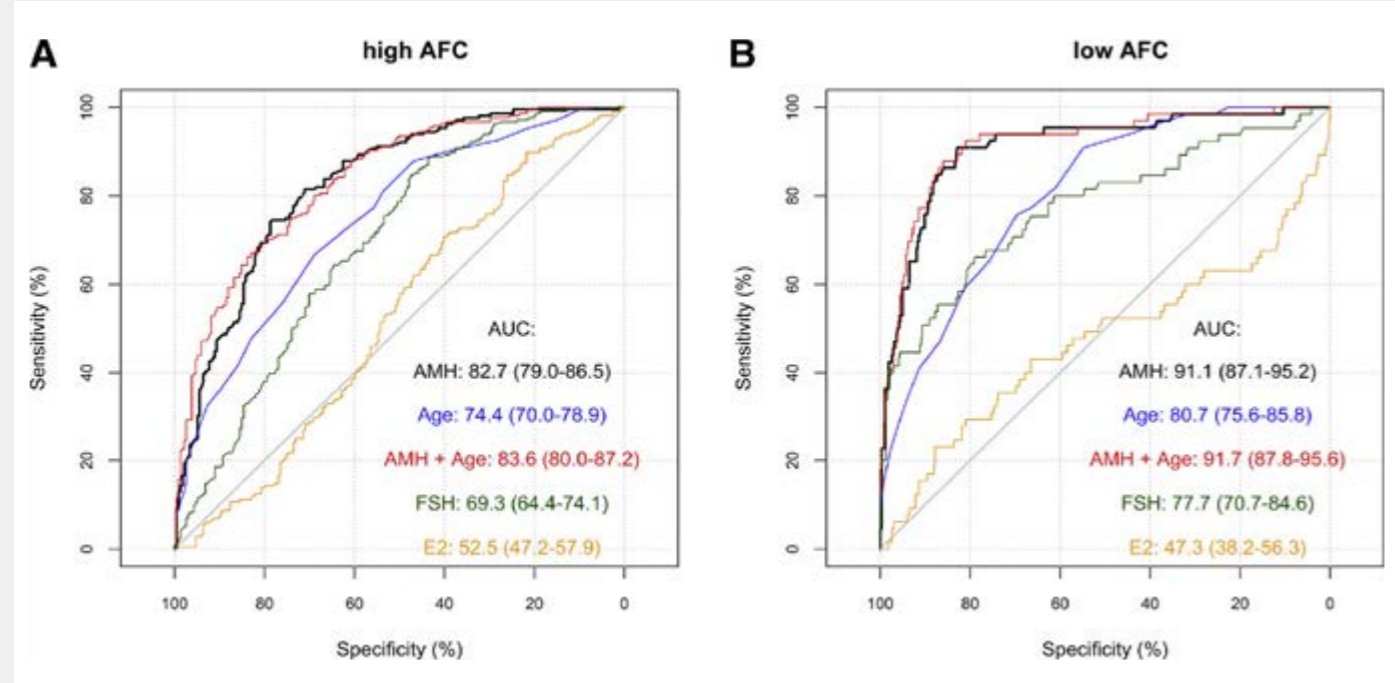 A
high AFC
Sensitivity (%)
100
80
60
40
20
0
AUC:
AMH: 82.7 (79.0-86.5)
Age: 74.4 (70.0-78.9)
AMH + Age: 83.6 (80.0-87.2)
FSH: 69.3 (64.4-74.1)
E2: 52.5 (47.2-57.9)
100 80 60 40 20 0
Specificity (%)
B
low AFC
Sensitivity (%)
100
80
60
40
20
0
AUC:
AMH: 91.1 (87.1-95.2)
Age: 80.7 (75.6-85.8)
AMH + Age: 91.7 (87.8-95.6)
FSH: 77.7 (70.7-84.6)
E2: 47.3 (38.2-56.3)
100 80 60 40 20 0
Specificity (%)